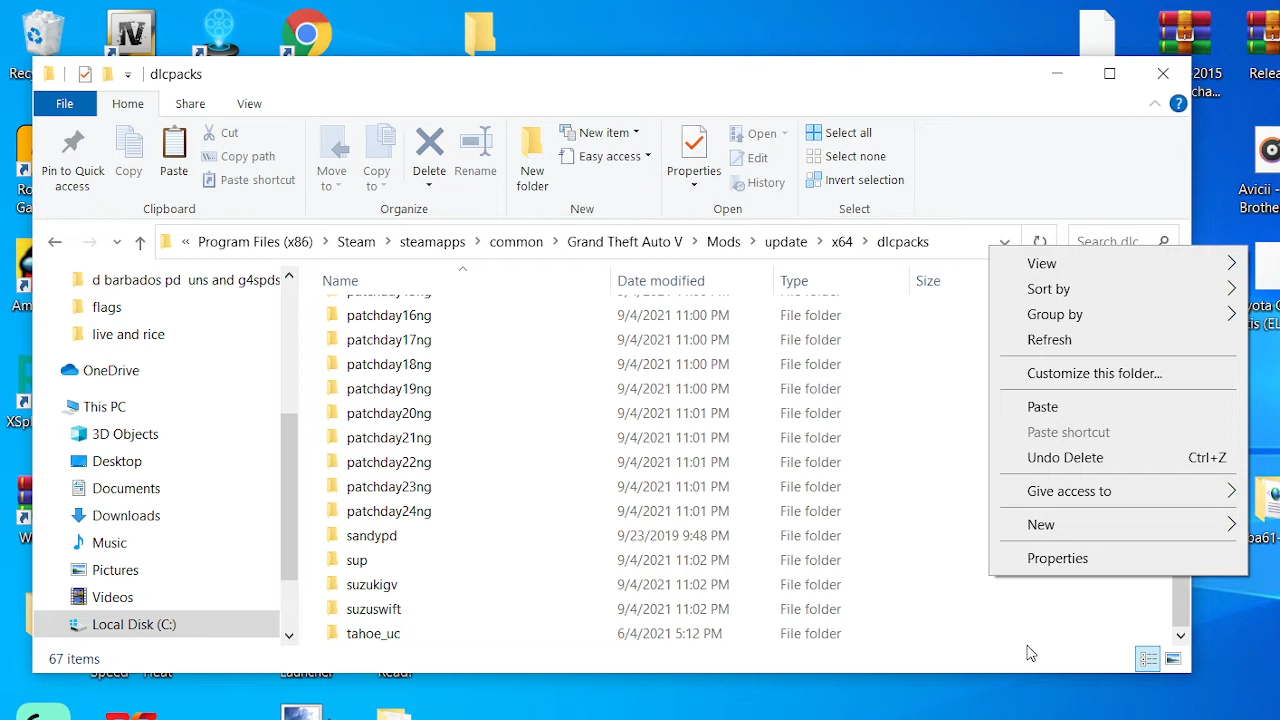 dlcpacks
File Home Share View
Pin to Quick access
Copy
Paste
Cut
Copy path
Paste shortcut
Clipboard
Move to
Copy to
Delete
Rename
Organize
New folder
New item
Easy access
New
Properties
Open
Edit
History
Open
Select all
Select none
Invert selection
Select
« Program Files (x86) > Steam > steamapps > common > Grand Theft Auto V > Mods > update > x64 > dlcpacks
Search dlc
d barbados pd uns and g4spds
flags
live and rice
OneDrive
This PC
3D Objects
Desktop
Documents
Downloads
Music
Pictures
Videos
Local Disk (C:)
Name Date modified Type Size
patchday16ng 9/4/2021 11:00 PM File folder
patchday17ng 9/4/2021 11:00 PM File folder
patchday18ng 9/4/2021 11:00 PM File folder
patchday19ng 9/4/2021 11:00 PM File folder
patchday20ng 9/4/2021 11:01 PM File folder
patchday21ng 9/4/2021 11:01 PM File folder
patchday22ng 9/4/2021 11:01 PM File folder
patchday23ng 9/4/2021 11:01 PM File folder
patchday24ng 9/4/2021 11:01 PM File folder
sandypd 9/23/2019 9:48 PM File folder
sup 9/4/2021 11:02 PM File folder
suzukigv 9/4/2021 11:02 PM File folder
suzuswift 9/4/2021 11:02 PM File folder
tahoe_uc 6/4/2021 5:12 PM File folder
67 items
View
Sort by
Group by
Refresh
Customize this folder...
Paste
Paste shortcut
Undo Delete Ctrl+Z
Give access to
New
Properties
2015
Relea
cha...
Avicii -
Brothe